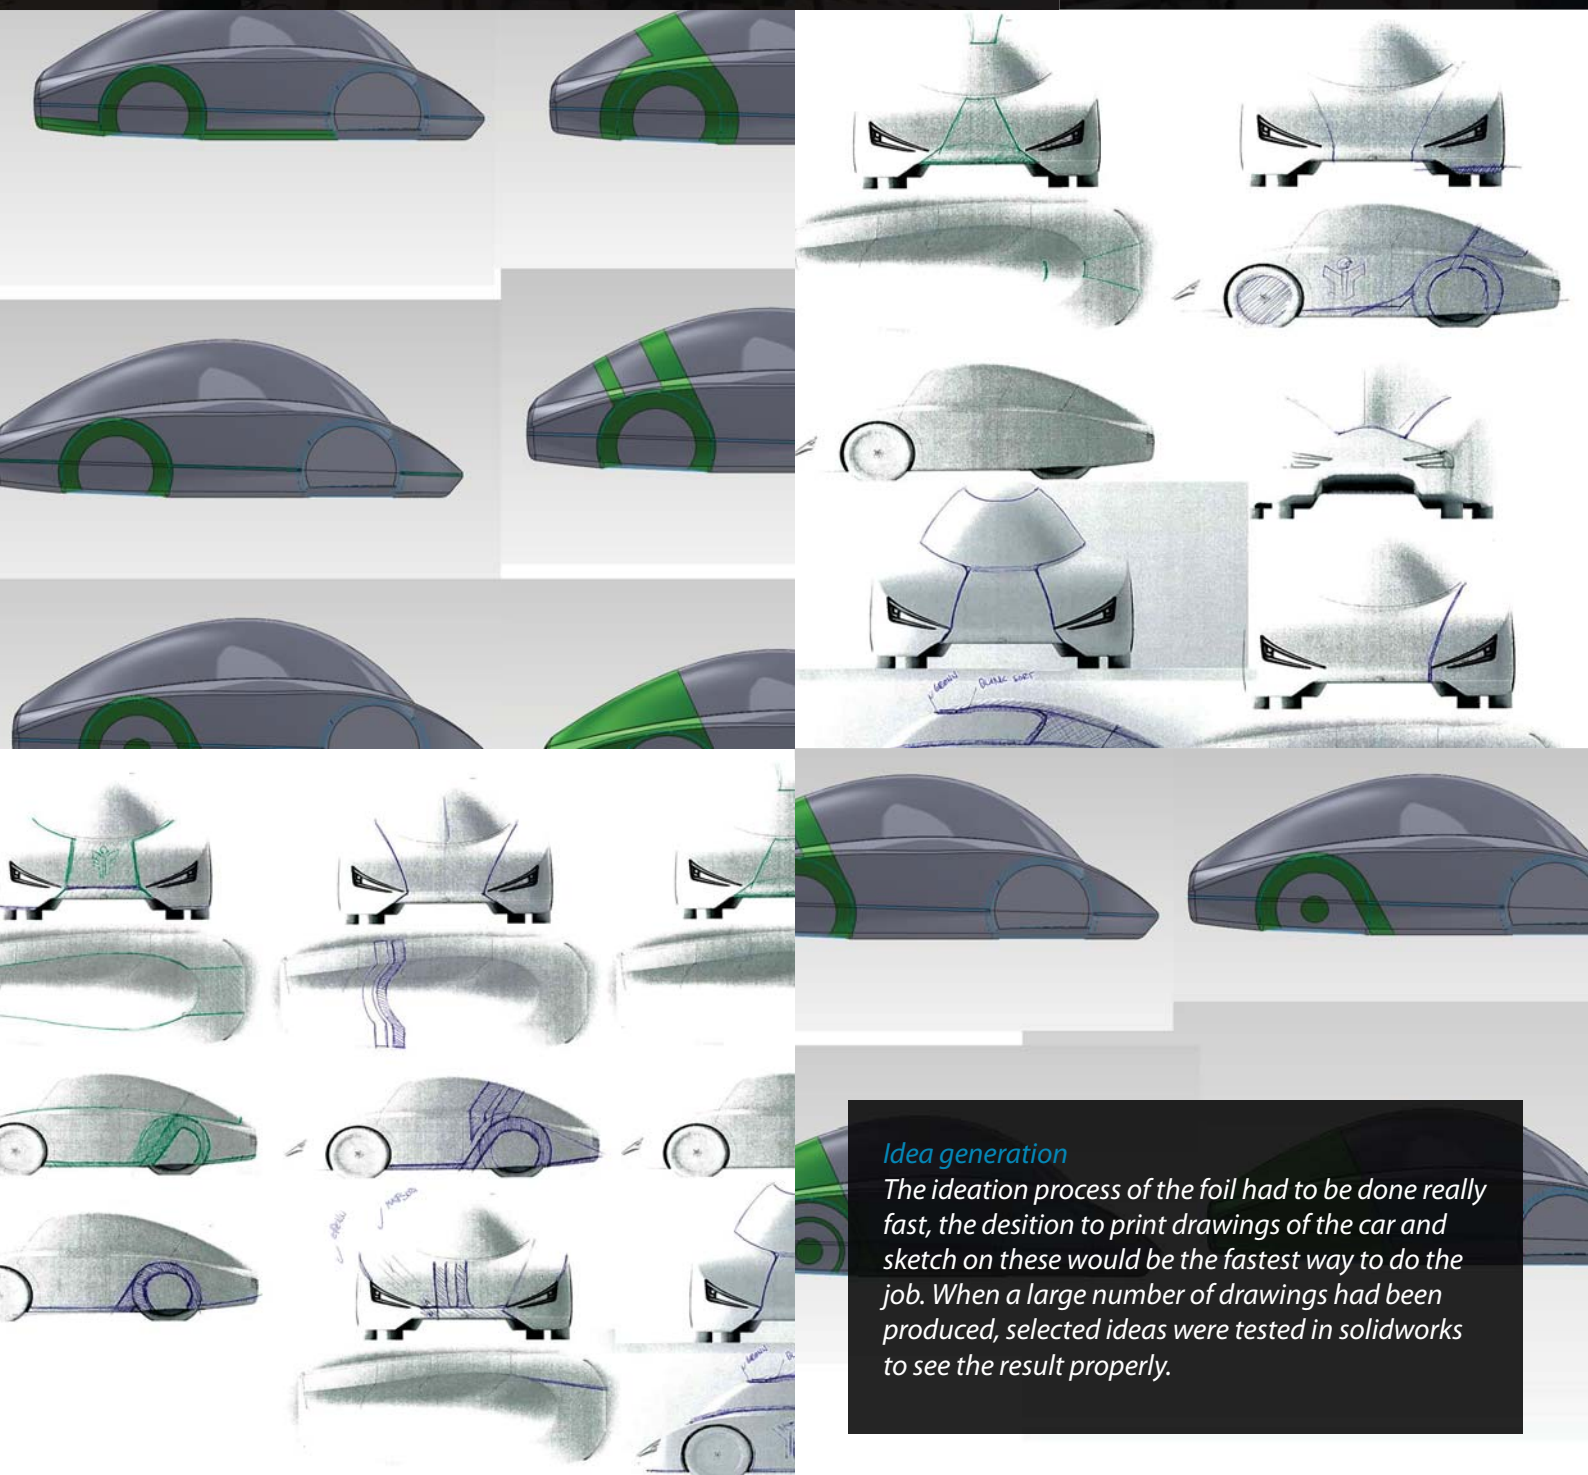 Idea generation
The ideation process of the foil had to be done really
fast, the desition to print drawings of the car and
sketch on these would be the fastest way to do the
job. When a large number of drawings had been
produced, selected ideas were tested in solidworks
to see the result properly.